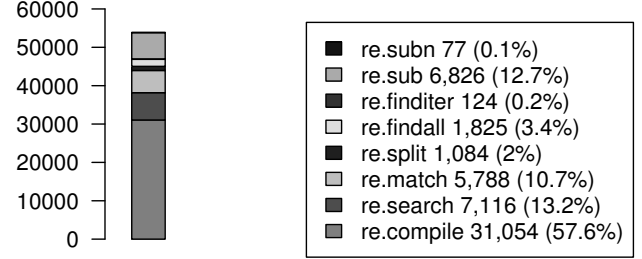 60000
50000
40000
30000
20000
10000
0
re.subn 77 (0.1%)
re.sub 6,826 (12.7%)
re.finditer 124 (0.2%)
re.findall 1,825 (3.4%)
re.split 1,084 (2%)
re.match 5,788 (10.7%)
re.search 7,116 (13.2%)
re.compile 31,054 (57.6%)